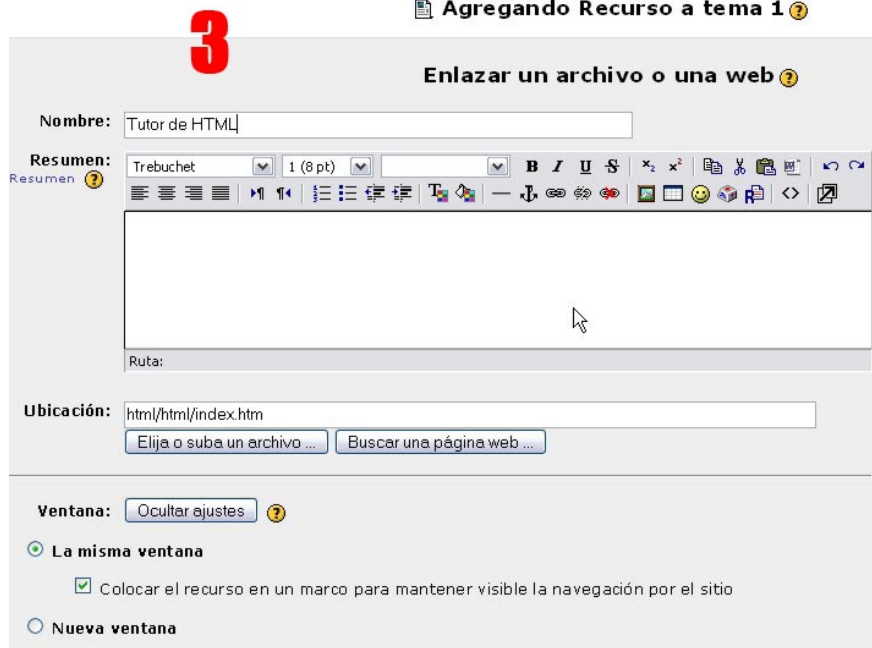 Agregando Recurso a tema 1
3
Enlazar un archivo o una web
Nombre: Tutor de HTML
Resumen: Trebuchet 1 (8 pt) B I U S x₂ x²
Resumen
Ruta:
Ubicación: html/html/index.htm
Elija o suba un archivo ... Buscar una página web ...
Ventana: Ocultar ajustes
La misma ventana
Colocar el recurso en un marco para mantener visible la navegación por el sitio
Nueva ventana